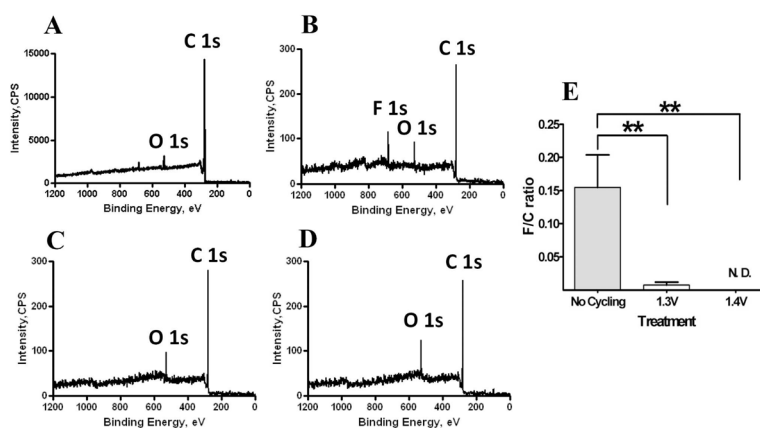 A
C 1s
15000
10000
5000
0
O 1s
Intensity, CPS
1200 1000 800 600 400 200 0
Binding Energy, eV
B
C 1s
300
200
100
0
F 1s
O 1s
Intensity, CPS
1200 1000 800 600 400 200 0
Binding Energy, eV
C
C 1s
300
200
100
0
O 1s
Intensity, CPS
1200 1000 800 600 400 200 0
Binding Energy, eV
D
C 1s
300
200
100
0
O 1s
Intensity, CPS
1200 1000 800 600 400 200 0
Binding Energy, eV
E
**
**
0.25
0.20
0.15
0.10
0.05
F/C ratio
N.D.
No Cycling 1.3V 1.4V
Treatment